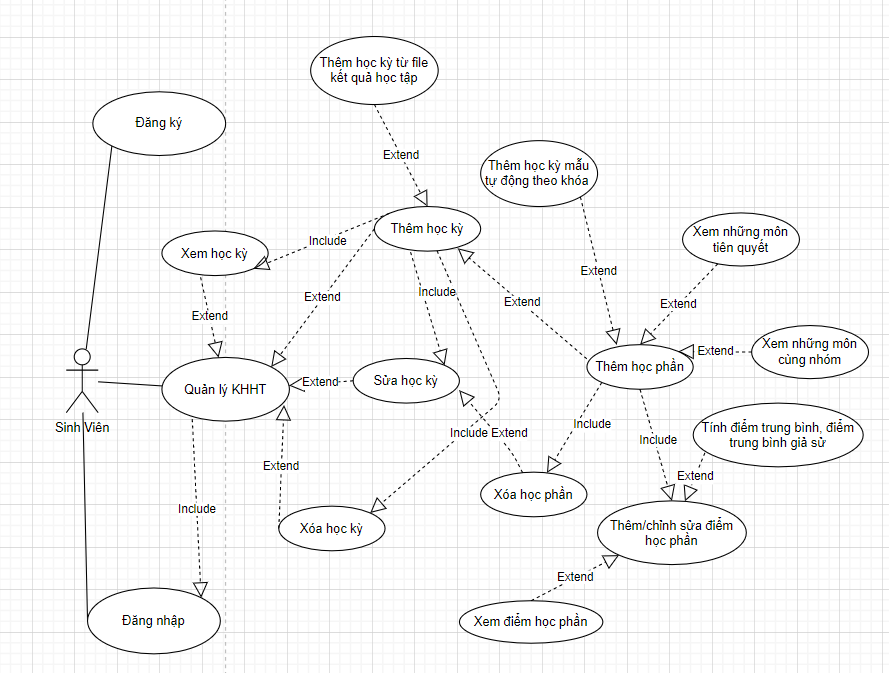 Thêm học kỳ từ file
kết quả học tập
Đăng ký
Extend
Thêm học kỳ mẫu
tự động theo khóa
Thêm học kỳ
Xem những môn
tiên quyết
Include
Xem học kỳ
Extend
Include
Extend
Extend
Extend
Extend
Extend
Xem những môn
cùng nhóm
Extend
Thêm học phần
Quản lý KHHT
Extend
Sửa học kỳ
Sinh Viên
Include
Include
Include
Extend
Tính điểm trung bình, điểm
trung bình giả sử
Extend
Extend
Xóa học phần
Include
Xóa học kỳ
Thêm/chỉnh sửa điểm
học phần
Extend
Đăng nhập
Xem điểm học phần